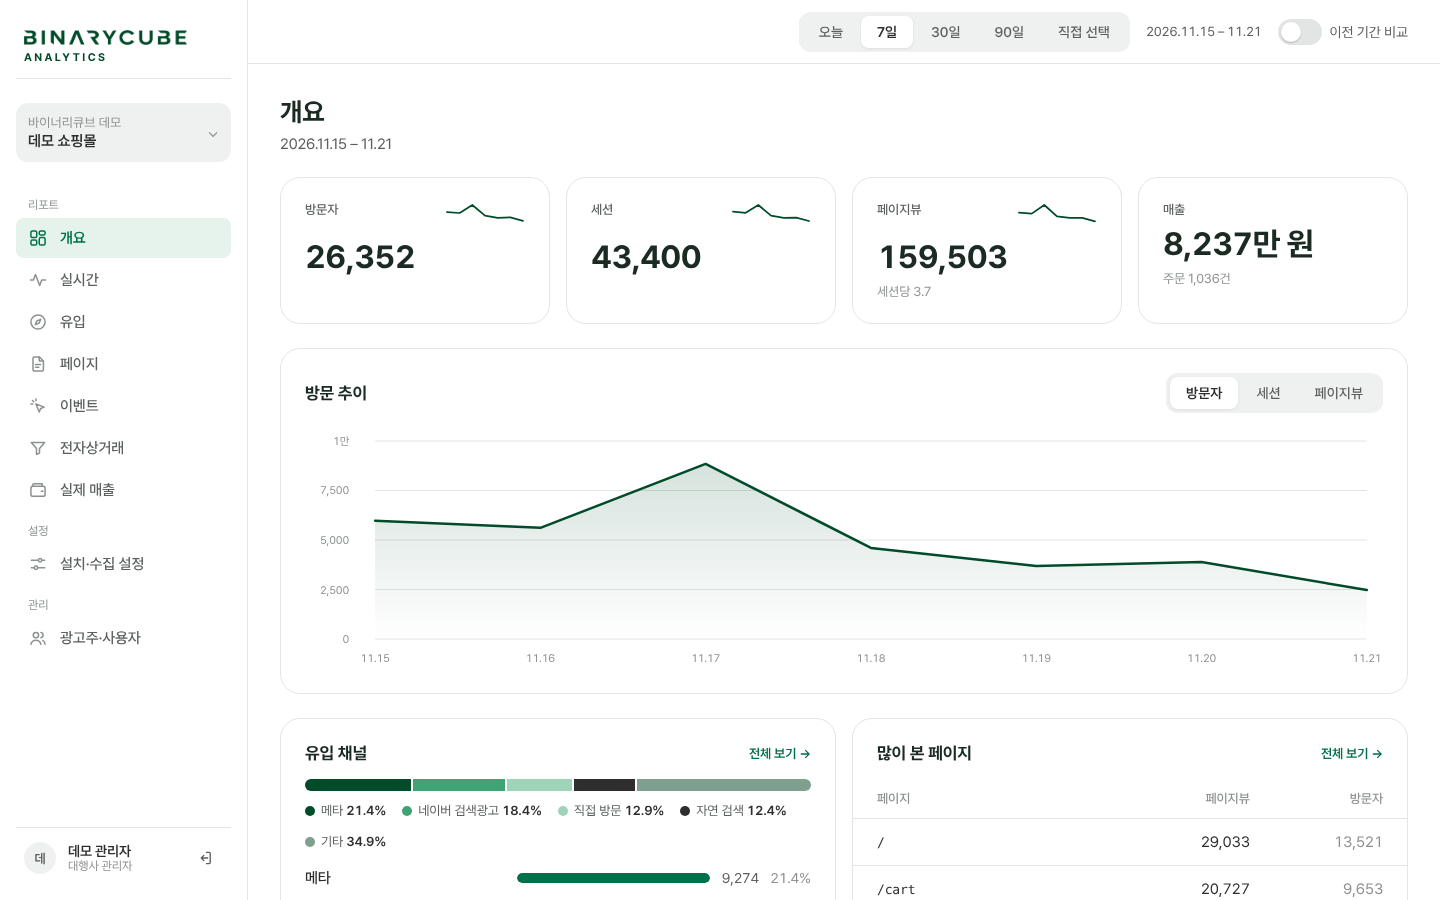 BINARYCUBE
ANALYTICS
바이너리큐브 데모
데모 쇼핑몰
리포트
개요
실시간
유입
페이지
이벤트
전자상거래
실제 매출
설정
설치·수집 설정
관리
광고주·사용자
데
데모 관리자
대행사 관리자
오늘 7일 30일 90일 직접 선택 2026.11.15 – 11.21 이전 기간 비교
개요
2026.11.15 – 11.21
방문자
26,352
세션
43,400
페이지뷰
159,503
세션당 3.7
매출
8,237만 원
주문 1,036건
방문 추이
방문자 세션 페이지뷰
1만
7,500
5,000
2,500
0
11.15 11.16 11.17 11.18 11.19 11.20 11.21
유입 채널 전체 보기 →
메타 21.4% 네이버 검색광고 18.4% 직접 방문 12.9% 자연 검색 12.4%
기타 34.9%
메타 9,274 21.4%
많이 본 페이지 전체 보기 →
페이지 페이지뷰 방문자
/ 29,033 13,521
/cart 20,727 9,653